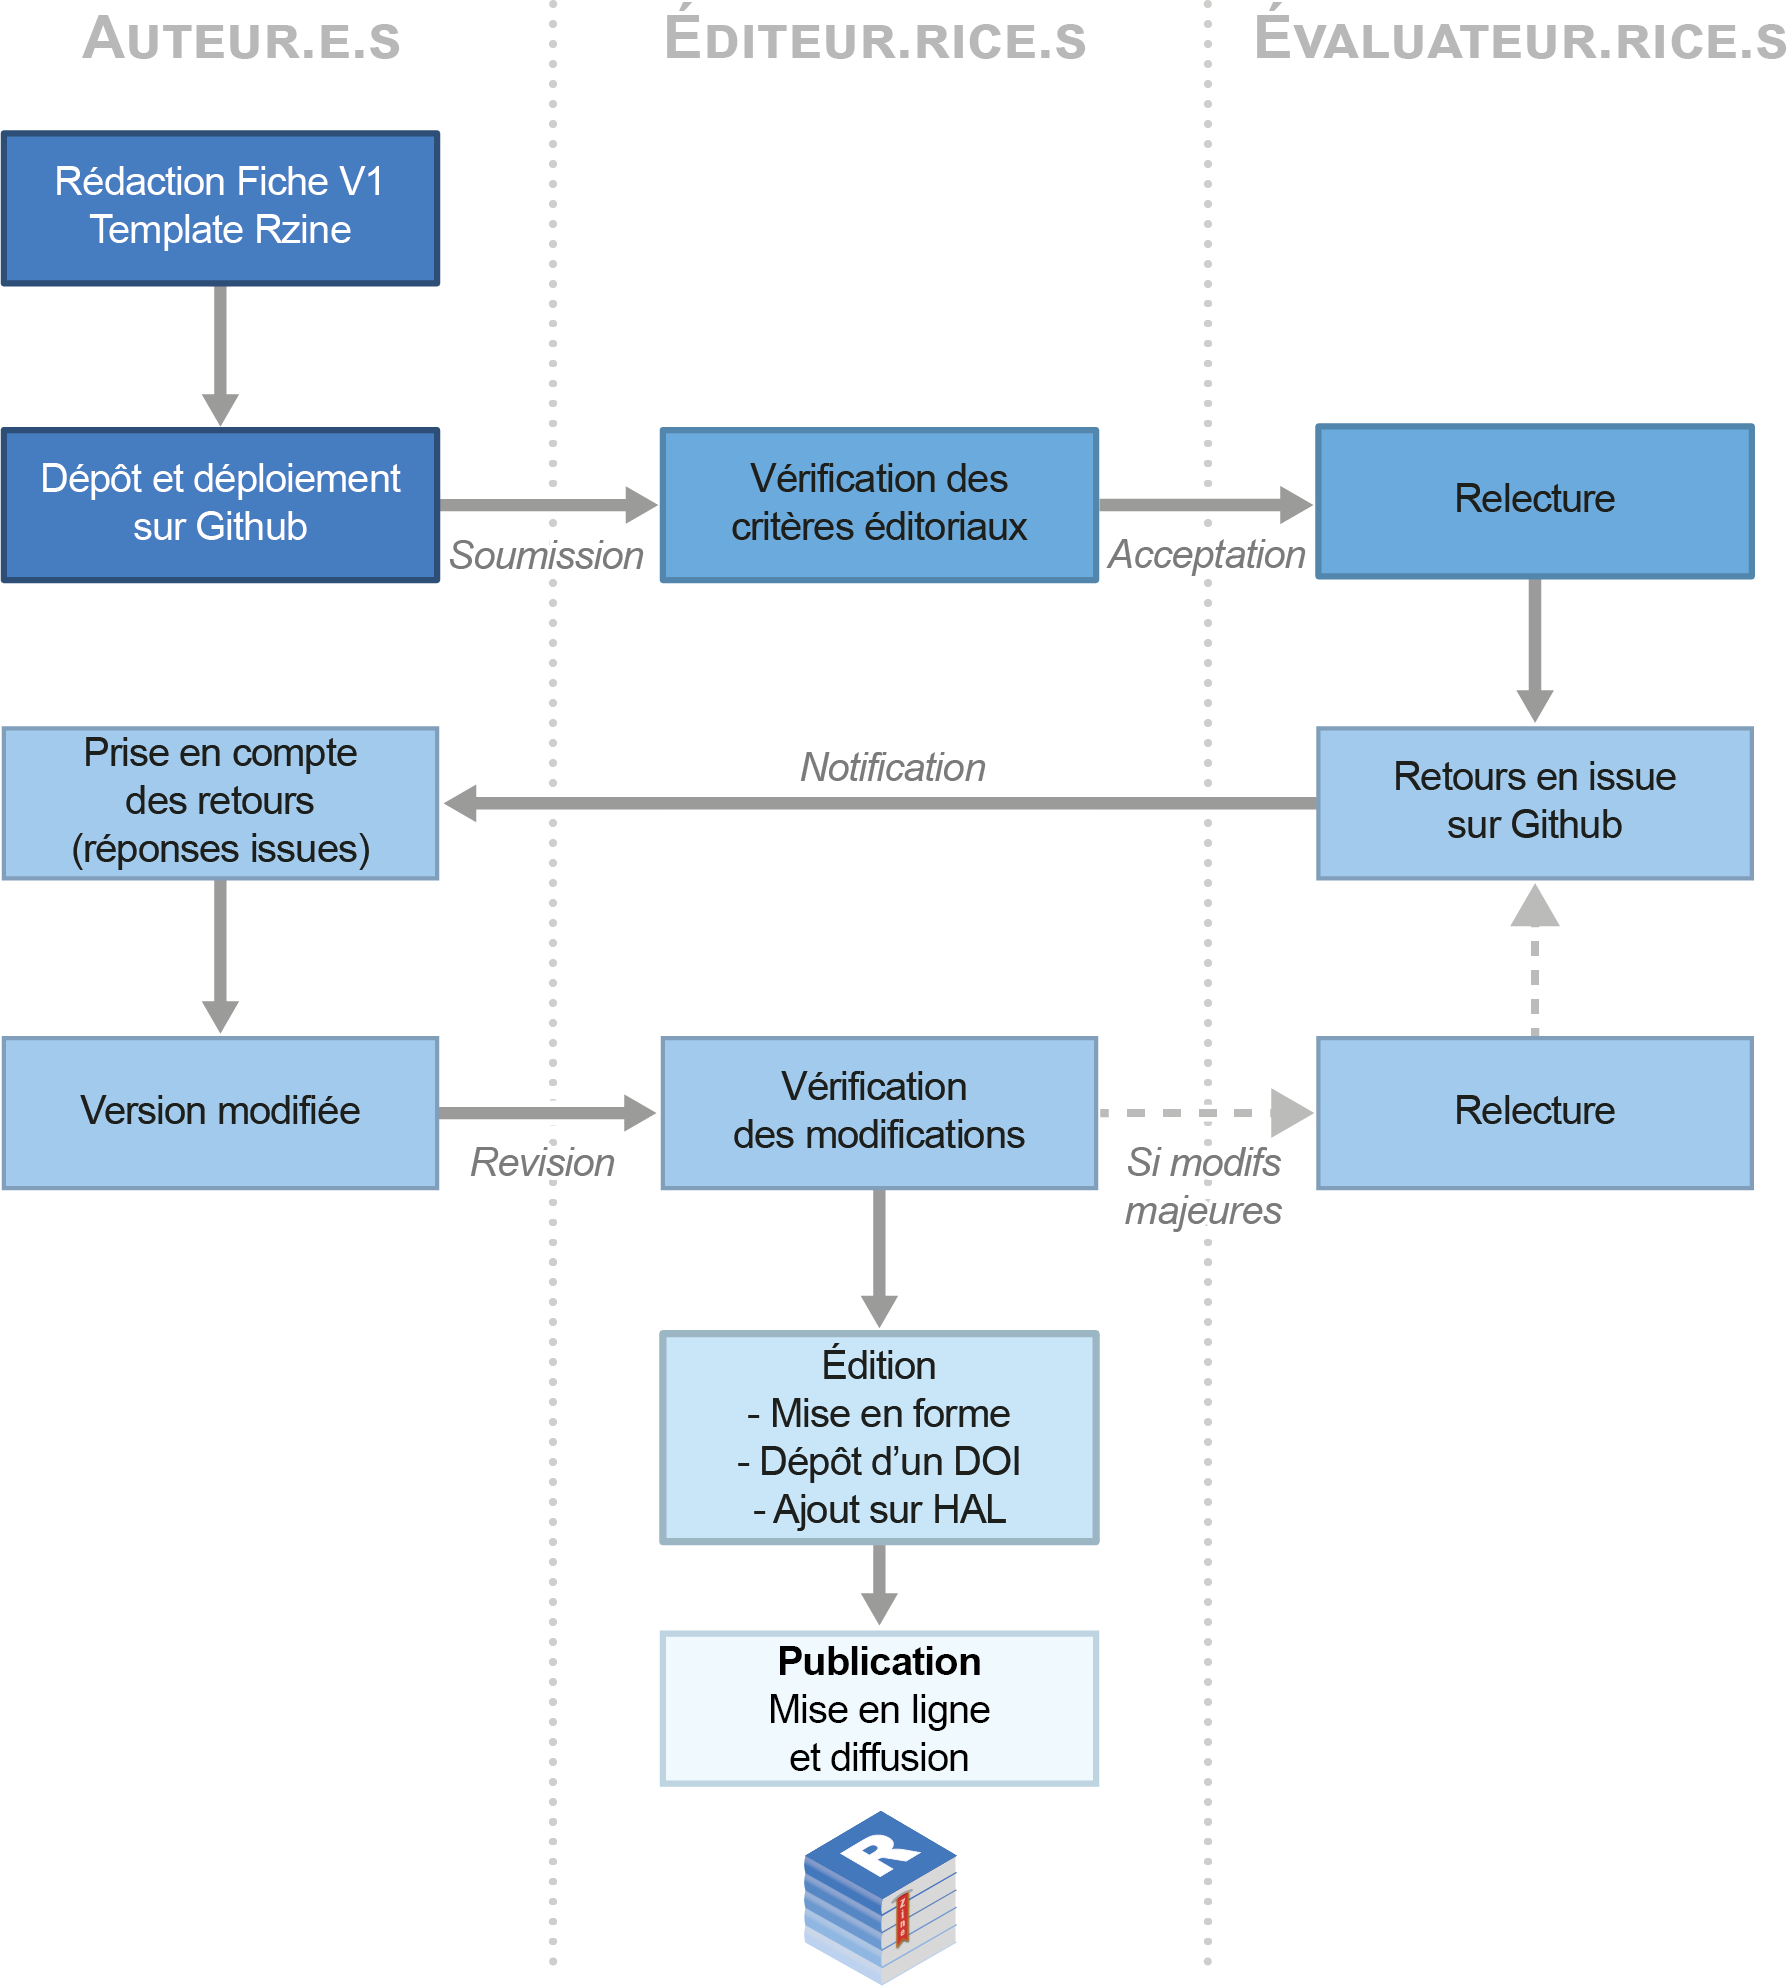 AUTEUR.E.S
ÉDITEUR.RICE.S
ÉVALUATEUR.RICE.S
Rédaction Fiche V1
Template Rzine
Dépôt et déploiement
sur Github
Soumission
Vérification des
critères éditoriaux
Acceptation
Relecture
Prise en compte
des retours
(réponses issues)
Notification
Retours en issue
sur Github
Version modifiée
Revision
Vérification
des modifications
Si modifs
majeures
Relecture
Édition
- Mise en forme
- Dépôt d’un DOI
- Ajout sur HAL
Publication
Mise en ligne
et diffusion
R
Zine